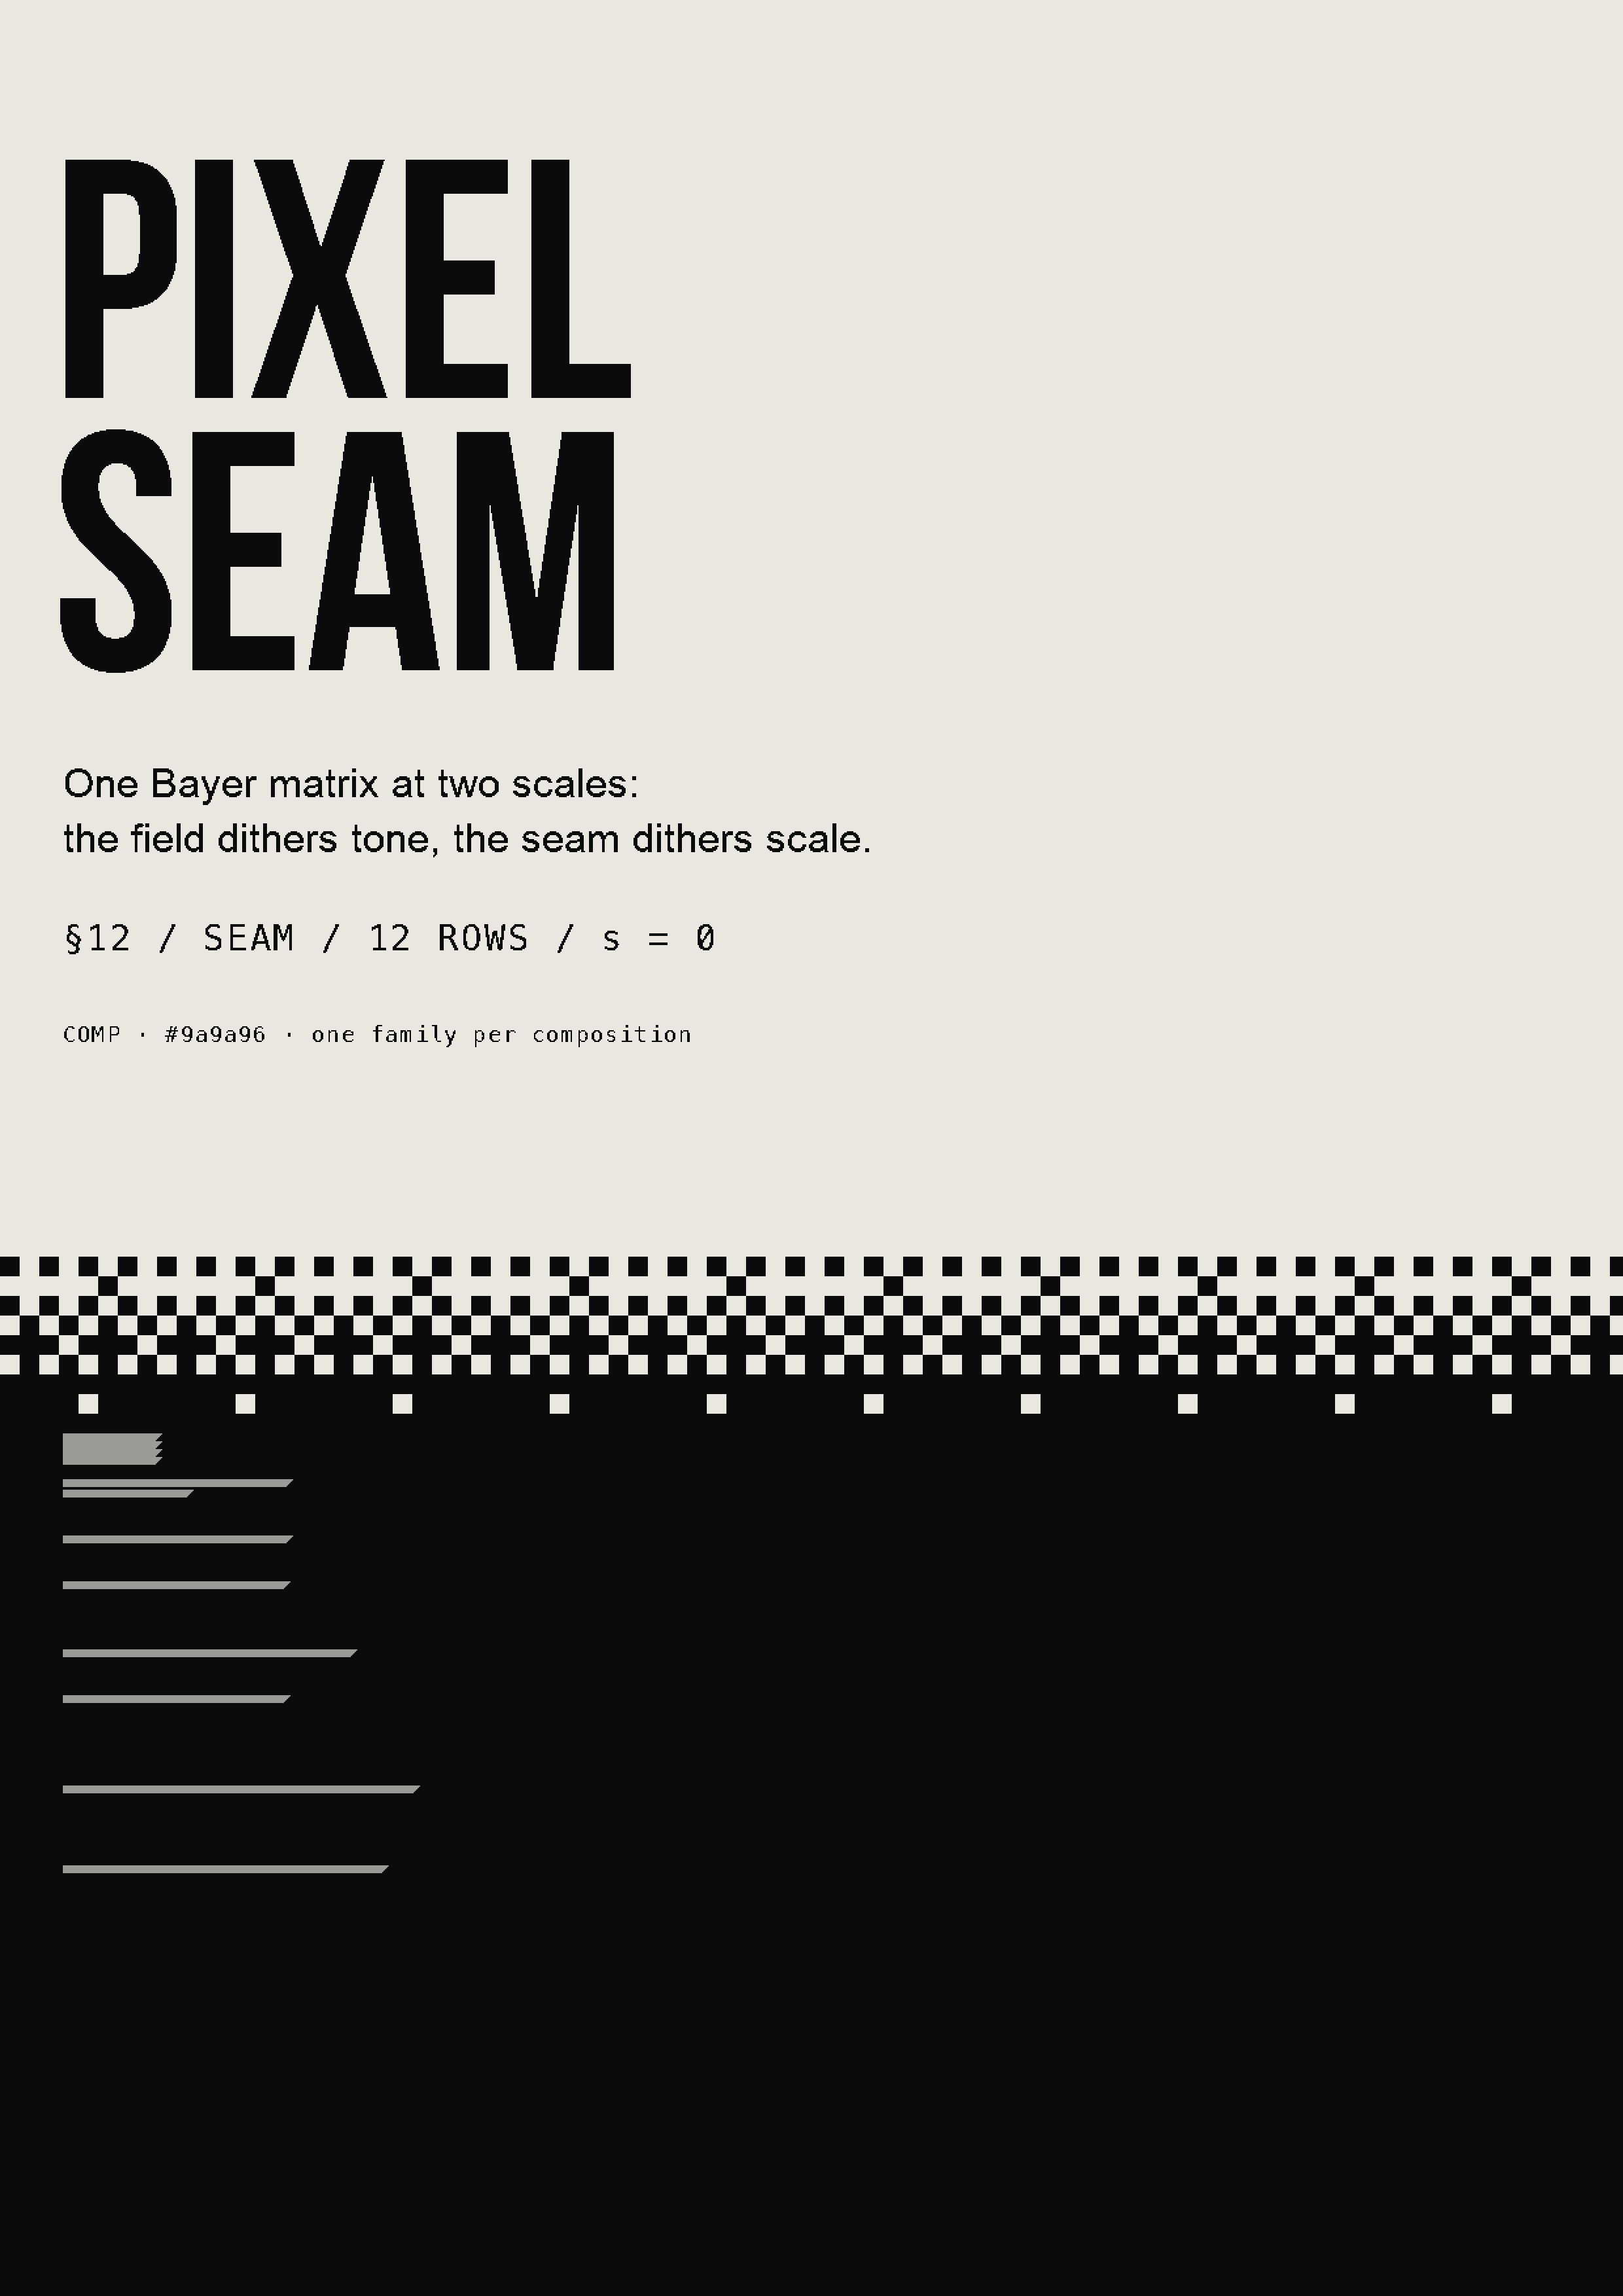 PIXEL
SEAM
One Bayer matrix at two scales:
the field dithers tone, the seam dithers scale.
§12 / SEAM / 12 ROWS / s = 0
COMP · #9a9a96 · one family per composition